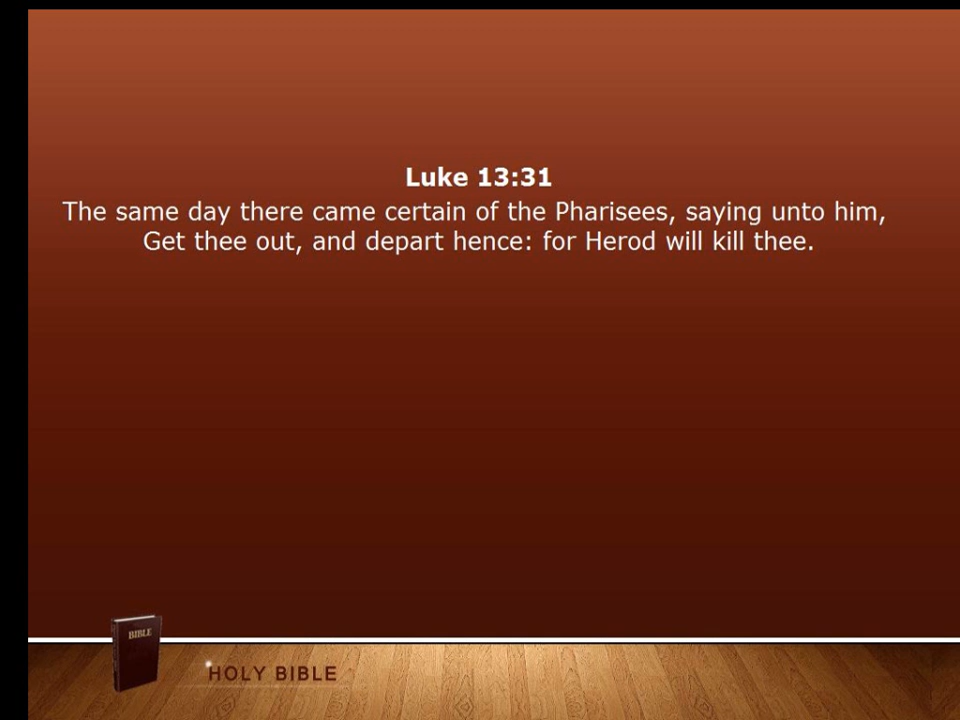 Luke 13:31
The same day there came certain of the Pharisees, saying unto him,
Get thee out, and depart hence: for Herod will kill thee.
BIBLE
HOLY BIBLE